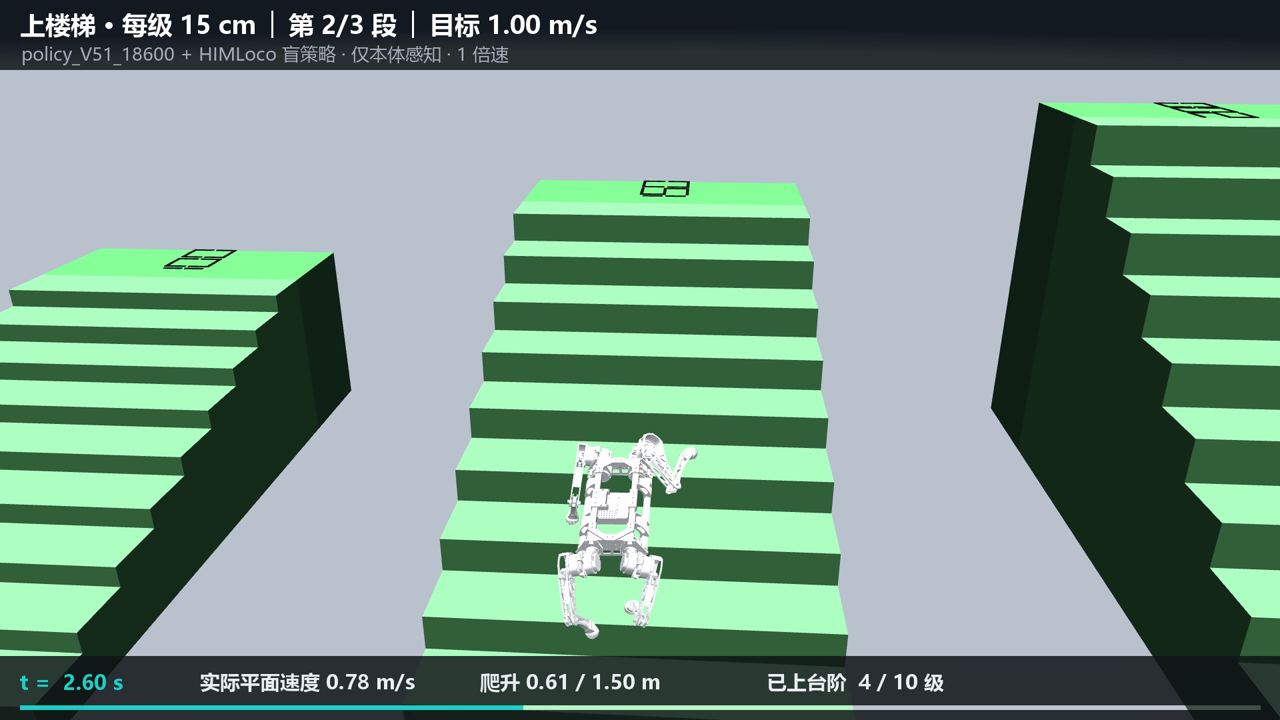 上楼梯 • 每级 15 cm │ 第 2/3 段 │ 目标 1.00 m/s
policy_V51_18600 + HIMLoco 盲策略 · 仅本体感知 · 1 倍速
t = 2.60 s 实际平面速度 0.78 m/s 爬升 0.61 / 1.50 m 已上台阶 4 / 10 级